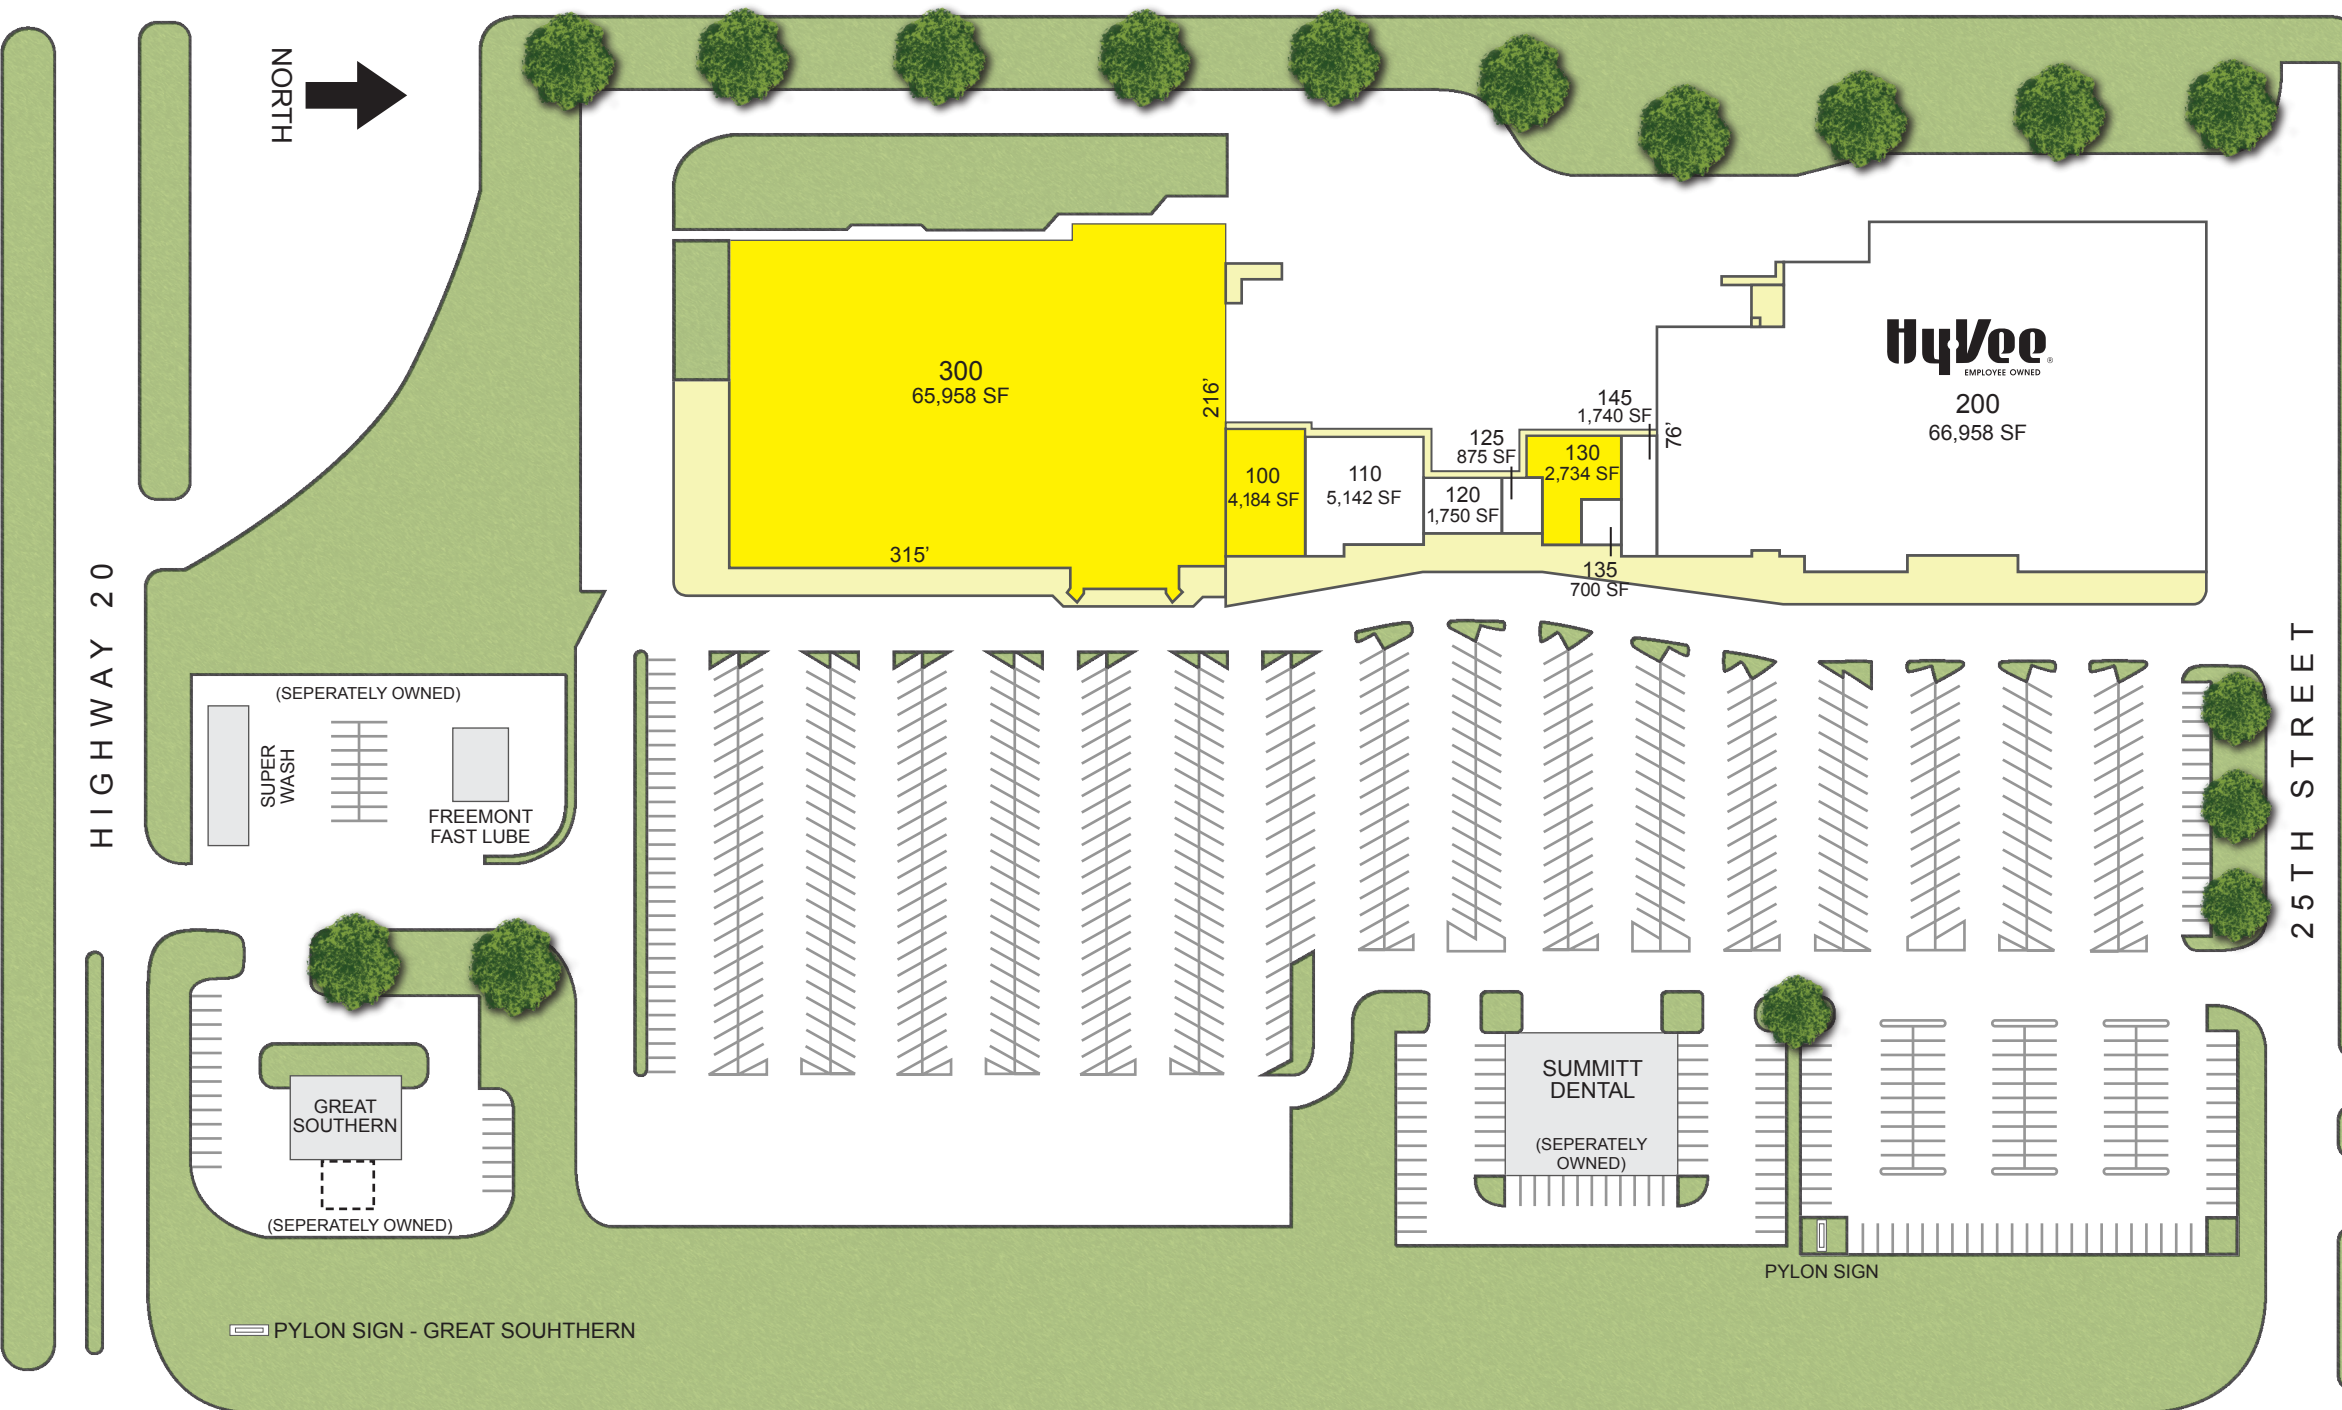 NORTH
HyVee
EMPLOYEE OWNED
200
66,958 SF
300
65,958 SF
216'
315'
145
1,740 SF
76'
125
875 SF
130
2,734 SF
100
4,184 SF
110
5,142 SF
120
1,750 SF
135
700 SF
HIGHWAY 20
25TH STREET
(SEPERATELY OWNED)
SUPER
WASH
FREEMONT
FAST LUBE
GREAT
SOUTHERN
(SEPERATELY OWNED)
SUMMITT
DENTAL
(SEPERATELY
OWNED)
PYLON SIGN
PYLON SIGN - GREAT SOUHTHERN